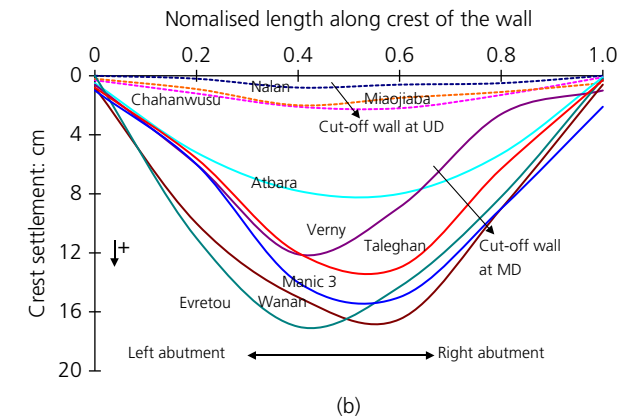 Nomalised length along crest of the wall
0 0.2 0.4 0.6 0.8 1.0
0
4
8
12
16
20
Crest settlement: cm
+
Nalan
Chahanwusu
Miaojiaba
Cut-off wall at UD
Atbara
Verny
Taleghan
Cut-off wall
at MD
Manic 3
Evretou
Wanan
Left abutment
Right abutment
(b)